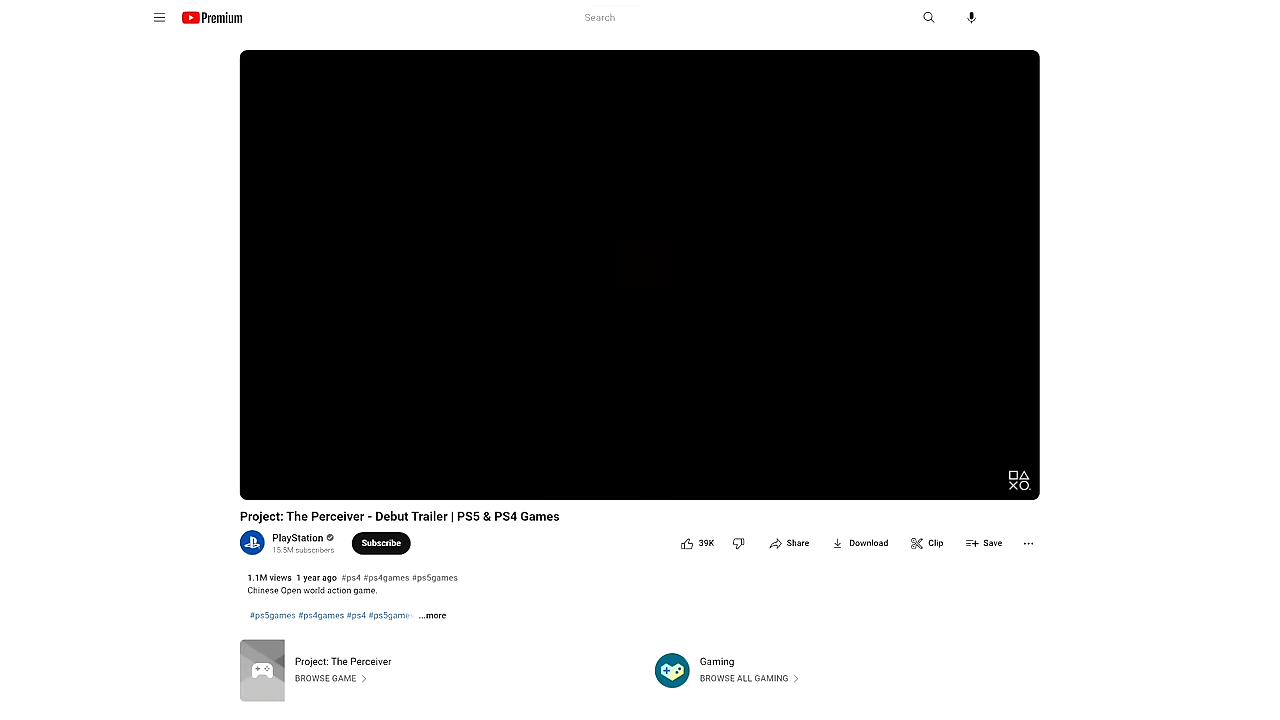 Premium
Search
Project: The Perceiver - Debut Trailer | PS5 & PS4 Games
PlayStation
15.5M subscribers
Subscribe
39K
Share
Download
Clip
Save
1.1M views 1 year ago #ps4 #ps4games #ps5games
Chinese Open world action game.
#ps5games #ps4games #ps4 #ps5games ...more
Project: The Perceiver
BROWSE GAME
Gaming
BROWSE ALL GAMING